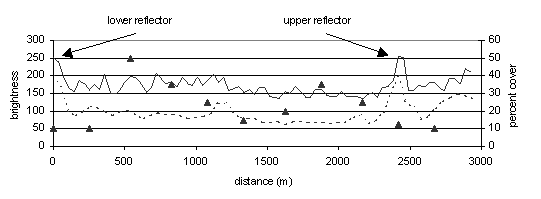 lower reflector upper reflector
300 60
250 50
200 40
150 30
100 20
50 10
0 0
0 500 1000 1500 2000 2500 3000
brightness
percent cover
distance (m)